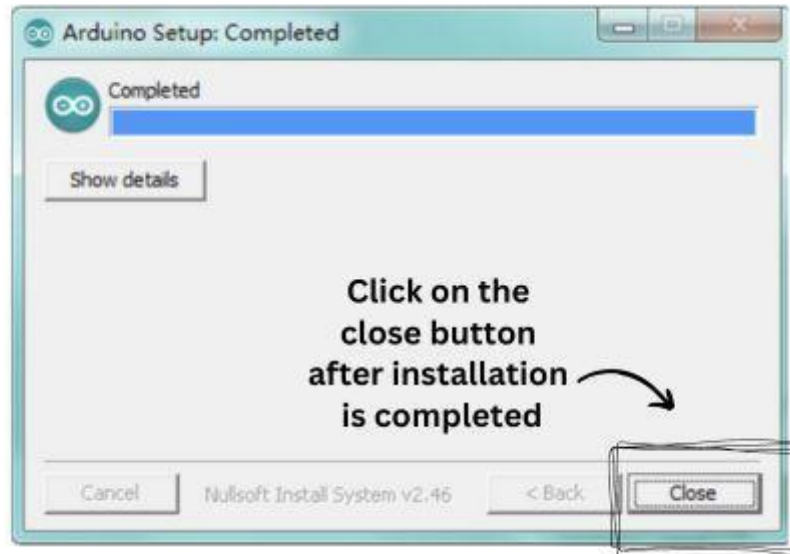 Arduino Setup: Completed
Completed
Show details
Click on the
close button
after installation
is completed
Cancel
Nullsoft Install System v2.46
< Back
Close